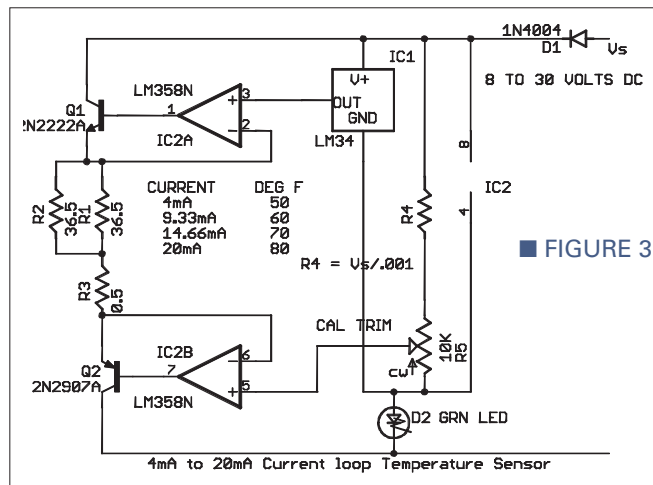 1N4004
D1
Vs
8 TO 30 VOLTS DC
IC1
V+
OUT
GND
LM34
LM358N
3
1
2
+
-
IC2A
Q1
2N2222A
R2
36.5
R1
36.5
CURRENT DEG F
4mA 50
9.33mA 60
14.66mA 70
20mA 80
R4 = Vs/.001
R4
8
4
IC2
■ FIGURE 3
R3
0.5
CAL TRIM
10K
R5
cw
IC2B
6
7
5
-
+
LM358N
Q2
2N2907A
D2 GRN LED
4mA to 20mA Current loop Temperature Sensor